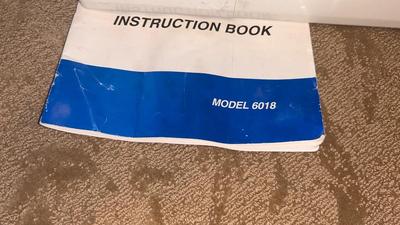 INSTRUCTION BOOK
MODEL 6018